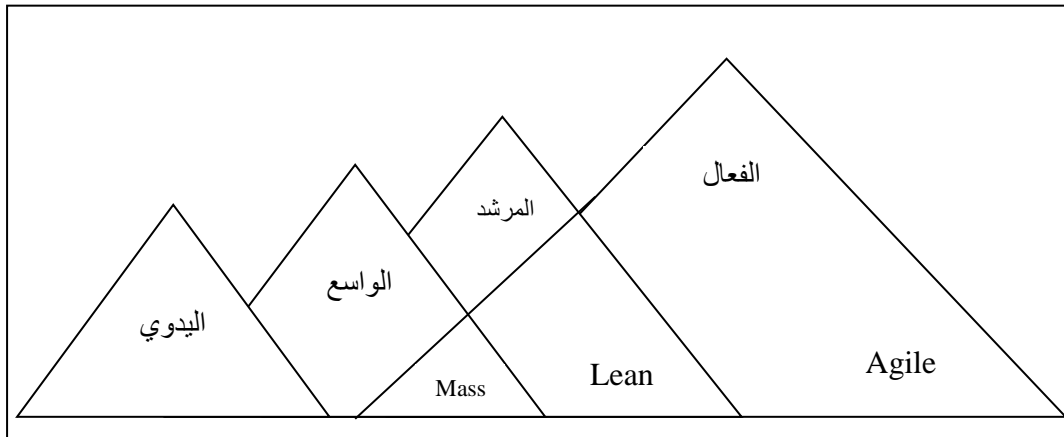 الفعال
المرشد
الواسع
اليدوي
Mass
Lean
Agile